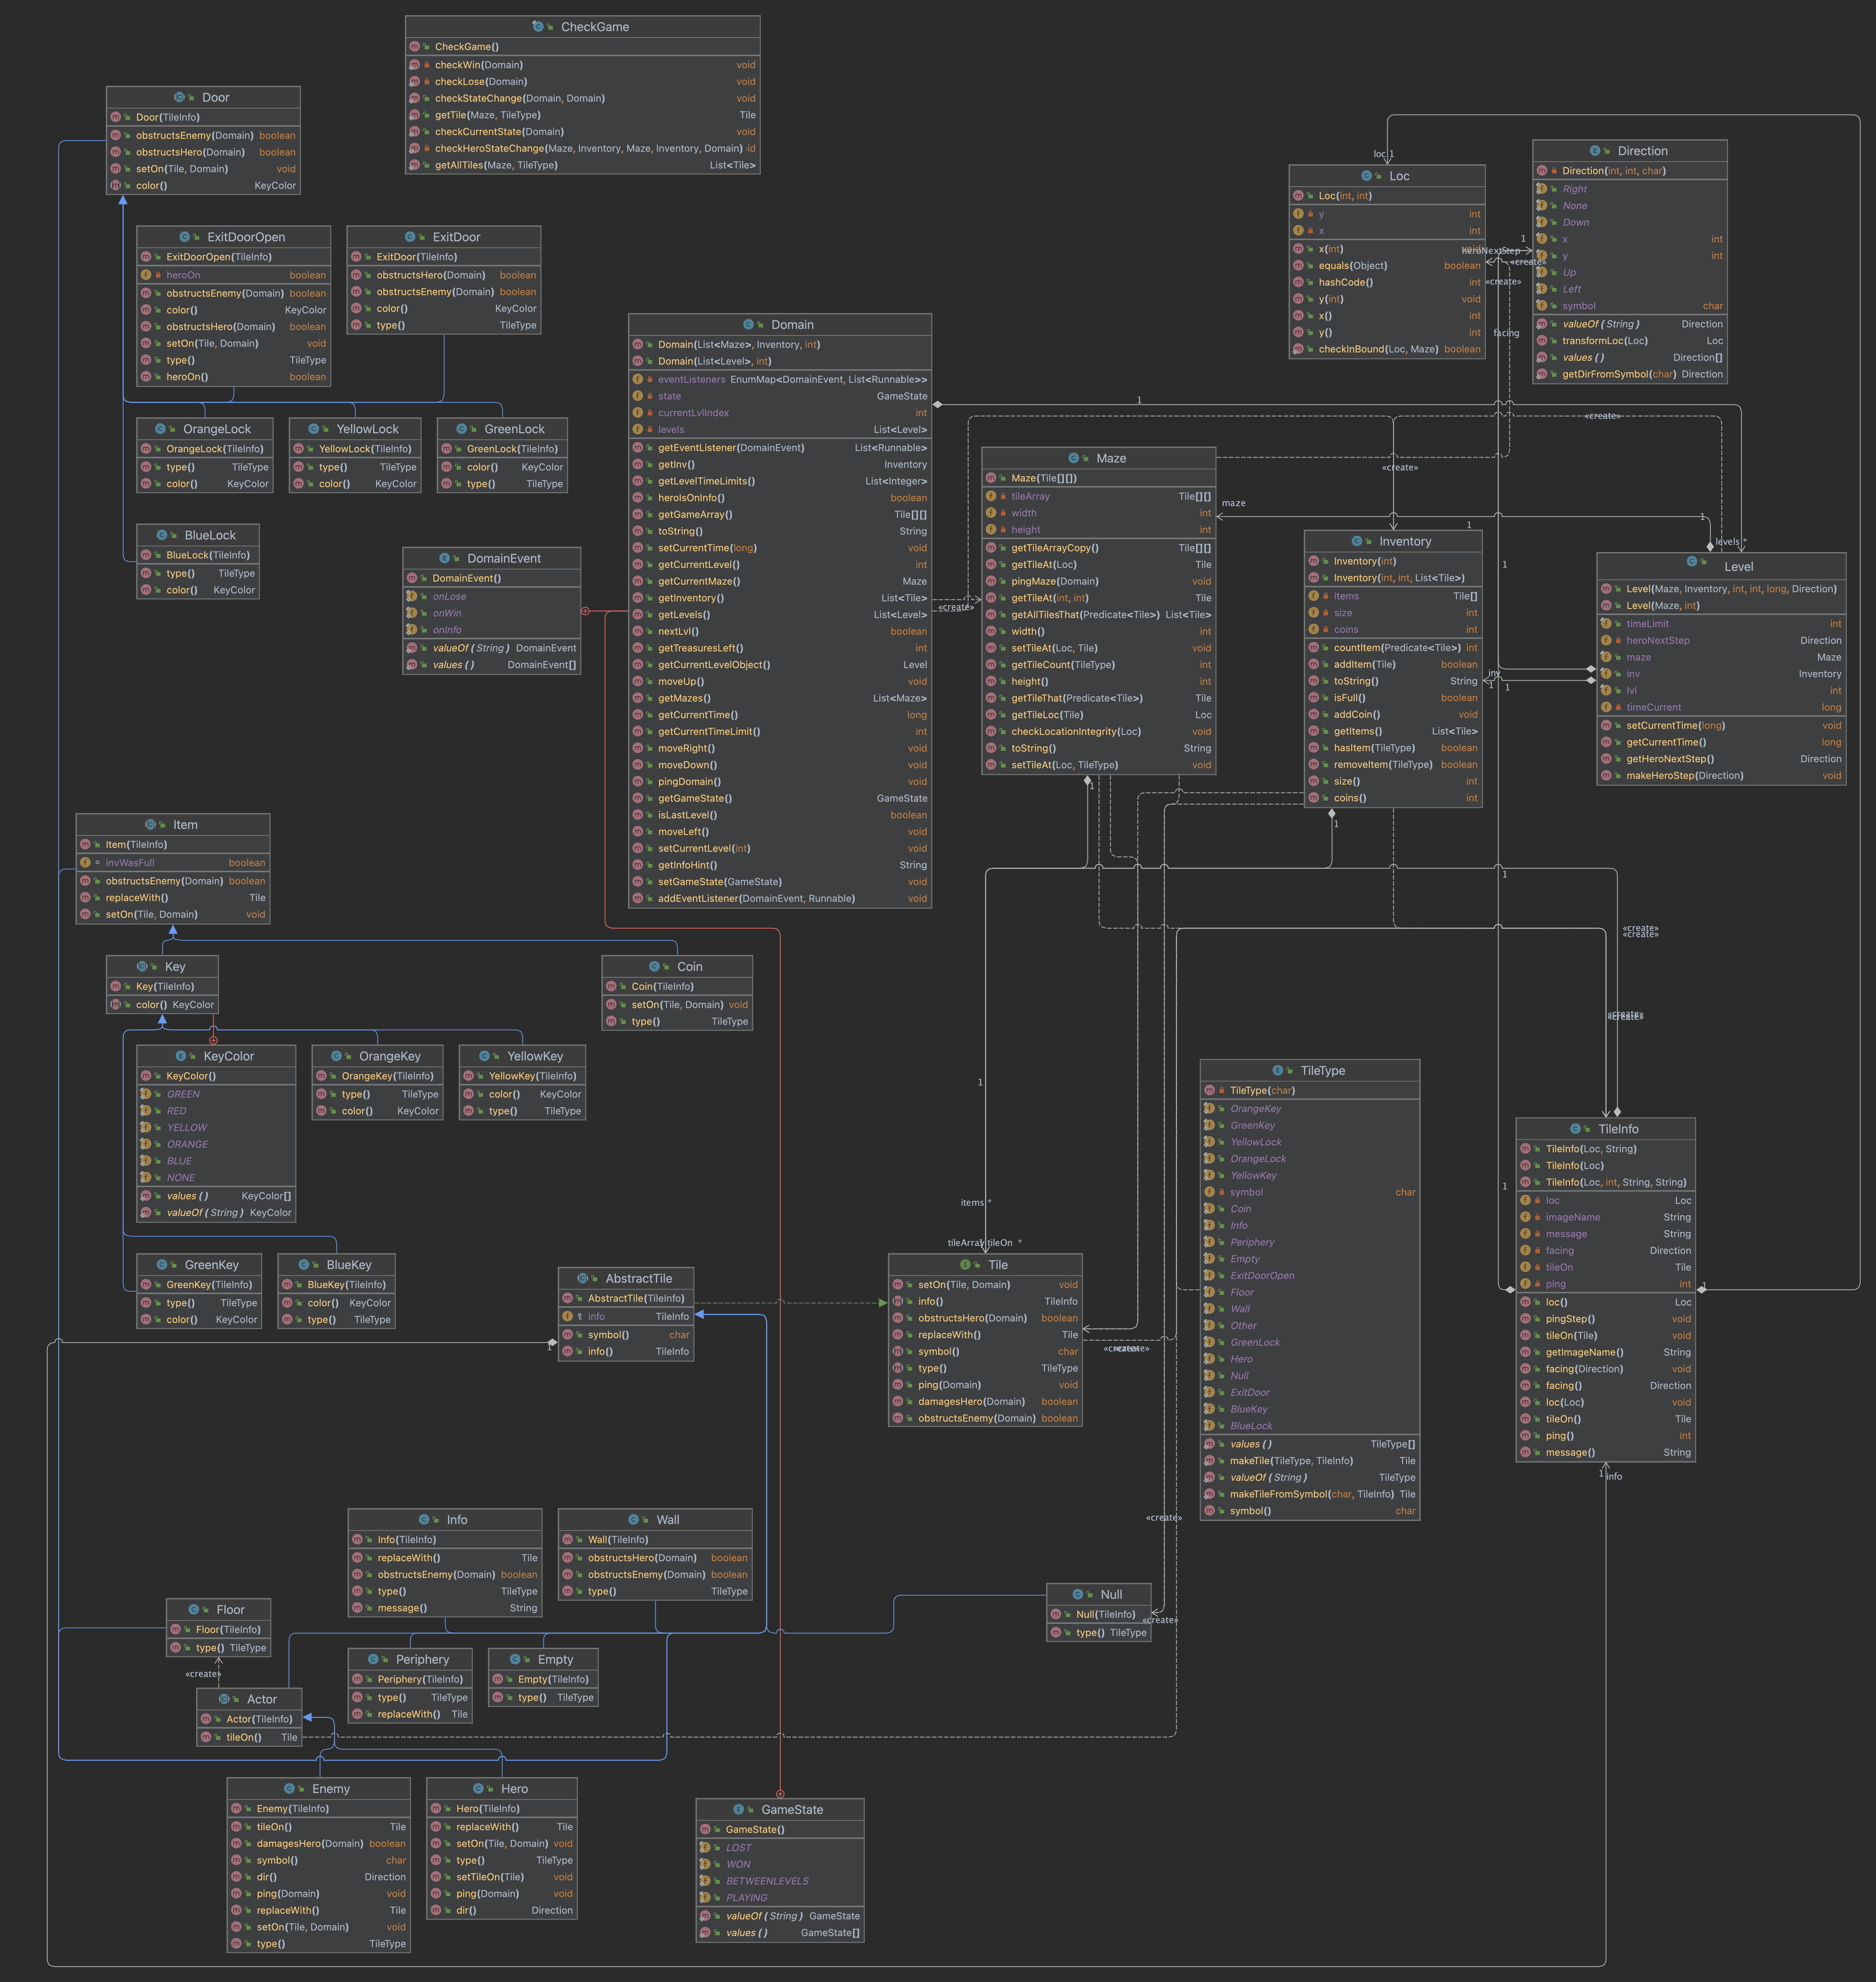 CheckGame
CheckGame()
checkWin(Domain) void
checkLose(Domain) void
checkStateChange(Domain, Domain) void
getTile(Maze, TileType) Tile
checkCurrentState(Domain) void
checkHeroStateChange(Maze, Inventory, Maze, Inventory, Domain) id
getAllTiles(Maze, TileType) List<Tile>
Door
Door(TileInfo)
obstructsEnemy(Domain) boolean
obstructsHero(Domain) boolean
setOn(Tile, Domain) void
color() KeyColor
ExitDoorOpen
ExitDoorOpen(TileInfo)
heroOn boolean
obstructsEnemy(Domain) boolean
color() KeyColor
obstructsHero(Domain) boolean
setOn(Tile, Domain) void
type() TileType
heroOn() boolean
ExitDoor
ExitDoor(TileInfo)
obstructsHero(Domain) boolean
obstructsEnemy(Domain) boolean
color() KeyColor
type() TileType
OrangeLock
OrangeLock(TileInfo)
type() TileType
color() KeyColor
YellowLock
YellowLock(TileInfo)
type() TileType
color() KeyColor
GreenLock
GreenLock(TileInfo)
color() KeyColor
type() TileType
BlueLock
BlueLock(TileInfo)
type() TileType
color() KeyColor
DomainEvent
DomainEvent()
onLose
onWin
onInfo
valueOf(String) DomainEvent
values() DomainEvent[]
Domain
Domain(List<Maze>, Inventory, int)
Domain(List<Level>, int)
eventListeners EnumMap<DomainEvent, List<Runnable>>
state GameState
currentLvlIndex int
levels List<Level>
getEventListener(DomainEvent) List<Runnable>
getInv() Inventory
getLevelTimeLimits() List<Integer>
heroIsOnInfo() boolean
getGameArray() Tile[][]
toString() String
setCurrentTime(long) void
getCurrentLevel() int
getCurrentMaze() Maze
getInventory() List<Tile>
getLevels() List<Level>
nextLvl() boolean
getTreasuresLeft() int
getCurrentLevelObject() Level
moveUp() void
getMazes() List<Maze>
getCurrentTime() long
getCurrentTimeLimit() int
moveRight() void
moveDown() void
pingDomain() void
getGameState() GameState
isLastLevel() boolean
moveLeft() void
setCurrentLevel(int) void
getInfoHint() String
setGameState(GameState) void
addEventListener(DomainEvent, Runnable) void
loc 1
Loc
Loc(int, int)
y int
x int
x(int) void
equals(Object) boolean
hashCode() int
y(int) void
x() int
y() int
checkInBound(Loc, Maze) boolean
Direction
Direction(int, int, char)
Right
None
Down
x int
y int
Up
Left
symbol char
valueOf(String) Direction
transformLoc(Loc) Loc
values() Direction[]
getDirFromSymbol(char) Direction
1
heroNextStep
«create»
«create»
facing
1
«create»
«create»
maze
1
1
levels *
1
«create»
Maze
Maze(Tile[][])
tileArray Tile[][]
width int
height int
getTileArrayCopy() Tile[][]
getTileAt(Loc) Tile
pingMaze(Domain) void
getTileAt(int, int) Tile
getAllTilesThat(Predicate<Tile>) List<Tile>
width() int
setTileAt(Loc, Tile) void
getTileCount(TileType) int
height() int
getTileThat(Predicate<Tile>) Tile
getTileLoc(Tile) Loc
checkLocationIntegrity(Loc) void
toString() String
setTileAt(Loc, TileType) void
Inventory
Inventory(int)
Inventory(int, int, List<Tile>)
items Tile[]
size int
coins int
countItem(Predicate<Tile>) int
addItem(Tile) boolean
toString() String
isFull() boolean
addCoin() void
getItems() List<Tile>
hasItem(TileType) boolean
removeItem(TileType) boolean
size() int
coins() int
Level
Level(Maze, Inventory, int, int, long, Direction)
Level(Maze, int)
timeLimit int
heroNextStep Direction
maze Maze
inv Inventory
lvl int
timeCurrent long
setCurrentTime(long) void
getCurrentTime() long
getHeroNextStep() Direction
makeHeroStep(Direction) void
inv
1
1
1
1
1
«create»
«create»
«create»
«create»
Item
Item(TileInfo)
invWasFull boolean
obstructsEnemy(Domain) boolean
replaceWith() Tile
setOn(Tile, Domain) void
Key
Key(TileInfo)
color() KeyColor
Coin
Coin(TileInfo)
setOn(Tile, Domain) void
type() TileType
KeyColor
KeyColor()
GREEN
RED
YELLOW
ORANGE
BLUE
NONE
values() KeyColor[]
valueOf(String) KeyColor
OrangeKey
OrangeKey(TileInfo)
type() TileType
color() KeyColor
YellowKey
YellowKey(TileInfo)
color() KeyColor
type() TileType
GreenKey
GreenKey(TileInfo)
type() TileType
color() KeyColor
BlueKey
BlueKey(TileInfo)
color() KeyColor
type() TileType
AbstractTile
AbstractTile(TileInfo)
info TileInfo
symbol() char
info() TileInfo
1
1
items *
tileArray
tileOn *
Tile
setOn(Tile, Domain) void
info() TileInfo
obstructsHero(Domain) boolean
replaceWith() Tile
symbol() char
type() TileType
ping(Domain) void
damagesHero(Domain) boolean
obstructsEnemy(Domain) boolean
«create»
TileType
TileType(char)
OrangeKey
GreenKey
YellowLock
OrangeLock
YellowKey
symbol char
Coin
Info
Periphery
Empty
ExitDoorOpen
Floor
Wall
Other
GreenLock
Hero
Null
ExitDoor
BlueKey
BlueLock
values() TileType[]
makeTile(TileType, TileInfo) Tile
valueOf(String) TileType
makeTileFromSymbol(char, TileInfo) Tile
symbol() char
1
TileInfo
TileInfo(Loc, String)
TileInfo(Loc)
TileInfo(Loc, int, String, String)
loc Loc
imageName String
message String
facing Direction
tileOn Tile
ping int
loc() Loc
pingStep() void
tileOn(Tile) void
getImageName() String
facing(Direction) void
facing() Direction
loc(Loc) void
tileOn() Tile
ping() int
message() String
1
1 info
«create»
Info
Info(TileInfo)
replaceWith() Tile
obstructsEnemy(Domain) boolean
type() TileType
message() String
Wall
Wall(TileInfo)
obstructsHero(Domain) boolean
obstructsEnemy(Domain) boolean
type() TileType
Null
Null(TileInfo)
type() TileType
«create»
Floor
Floor(TileInfo)
type() TileType
«create»
Periphery
Periphery(TileInfo)
type() TileType
replaceWith() Tile
Empty
Empty(TileInfo)
type() TileType
Actor
Actor(TileInfo)
tileOn() Tile
Enemy
Enemy(TileInfo)
tileOn() Tile
damagesHero(Domain) boolean
symbol() char
dir() Direction
ping(Domain) void
replaceWith() Tile
setOn(Tile, Domain) void
type() TileType
Hero
Hero(TileInfo)
replaceWith() Tile
setOn(Tile, Domain) void
type() TileType
setTileOn(Tile) void
ping(Domain) void
dir() Direction
GameState
GameState()
LOST
WON
BETWEENLEVELS
PLAYING
valueOf(String) GameState
values() GameState[]